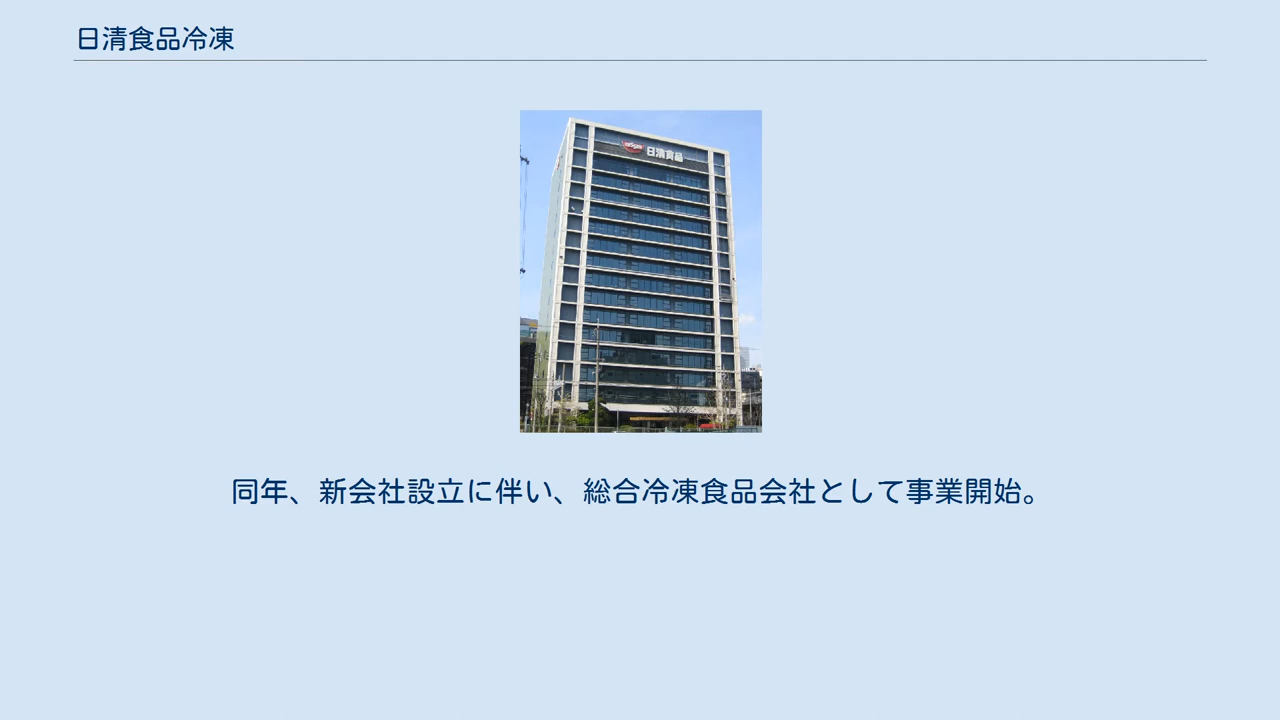 日清食品冷凍
日清食品
同年、新会社設立に伴い、総合冷凍食品会社として事業開始。